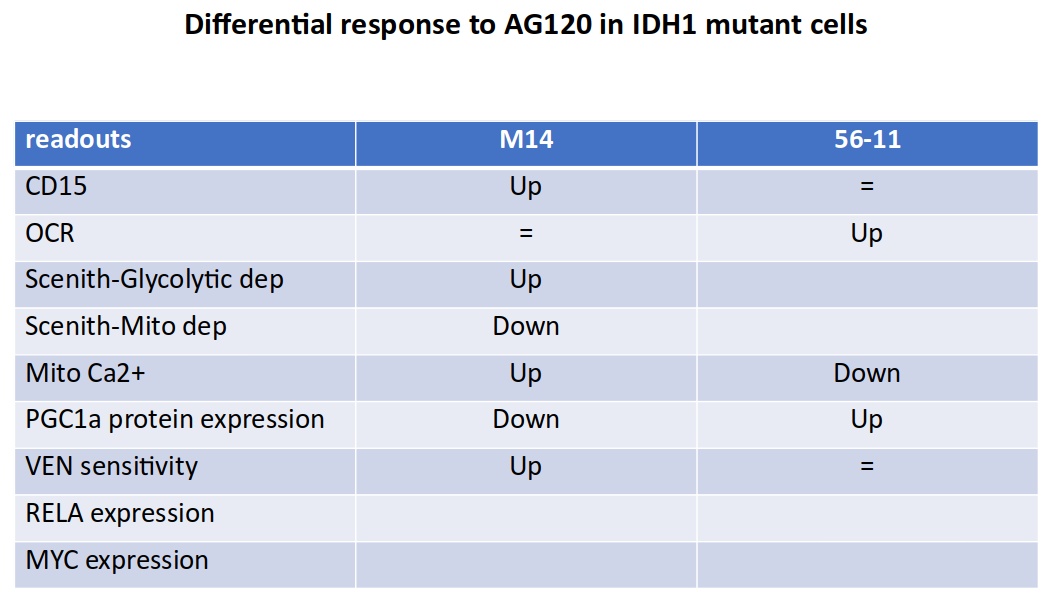 Differential response to AG120 in IDH1 mutant cells
readouts M14 56-11
CD15 Up =
OCR = Up
Scenith-Glycolytic dep Up
Scenith-Mito dep Down
Mito Ca2+ Up Down
PGC1a protein expression Down Up
VEN sensitivity Up =
RELA expression
MYC expression